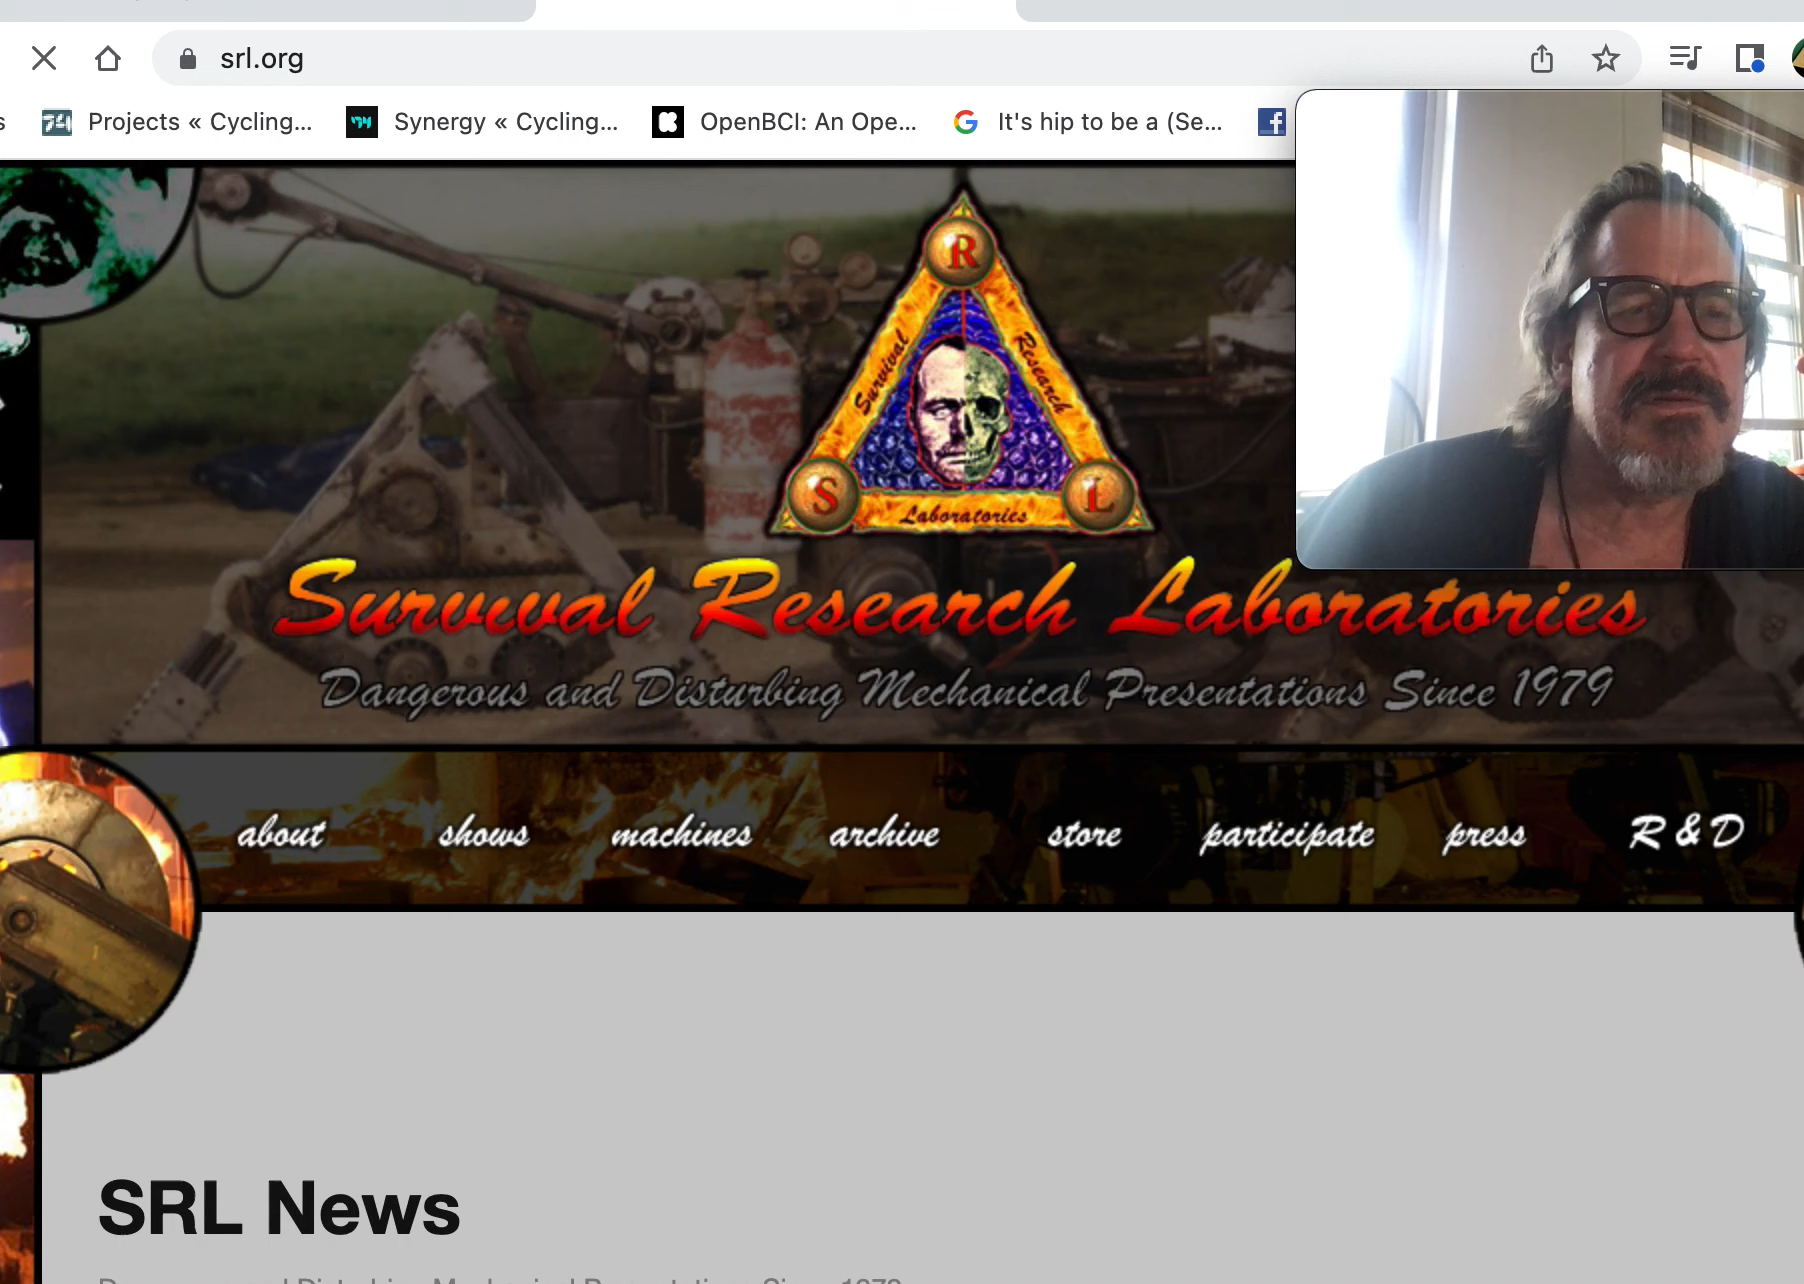 srl.org
Projects « Cycling...
Synergy « Cycling...
OpenBCI: An Ope...
It's hip to be a (Se...
R
Survival
Research
S
L
Laboratories
Survival Research Laboratories
Dangerous and Disturbing Mechanical Presentations Since 1979
about
shows
machines
archive
store
participate
press
R & D
SRL News